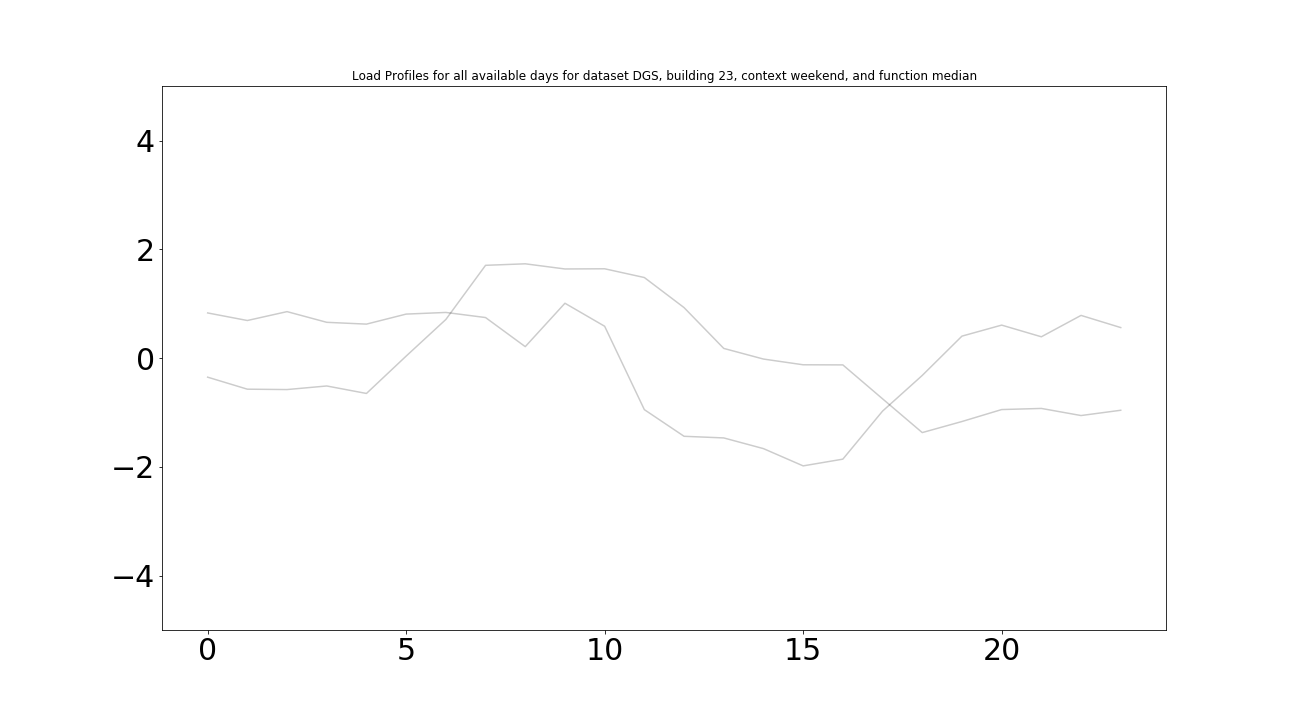 Load Profiles for all available days for dataset DGS, building 23, context weekend, and function median
4
2
0
−2
−4
0 5 10 15 20